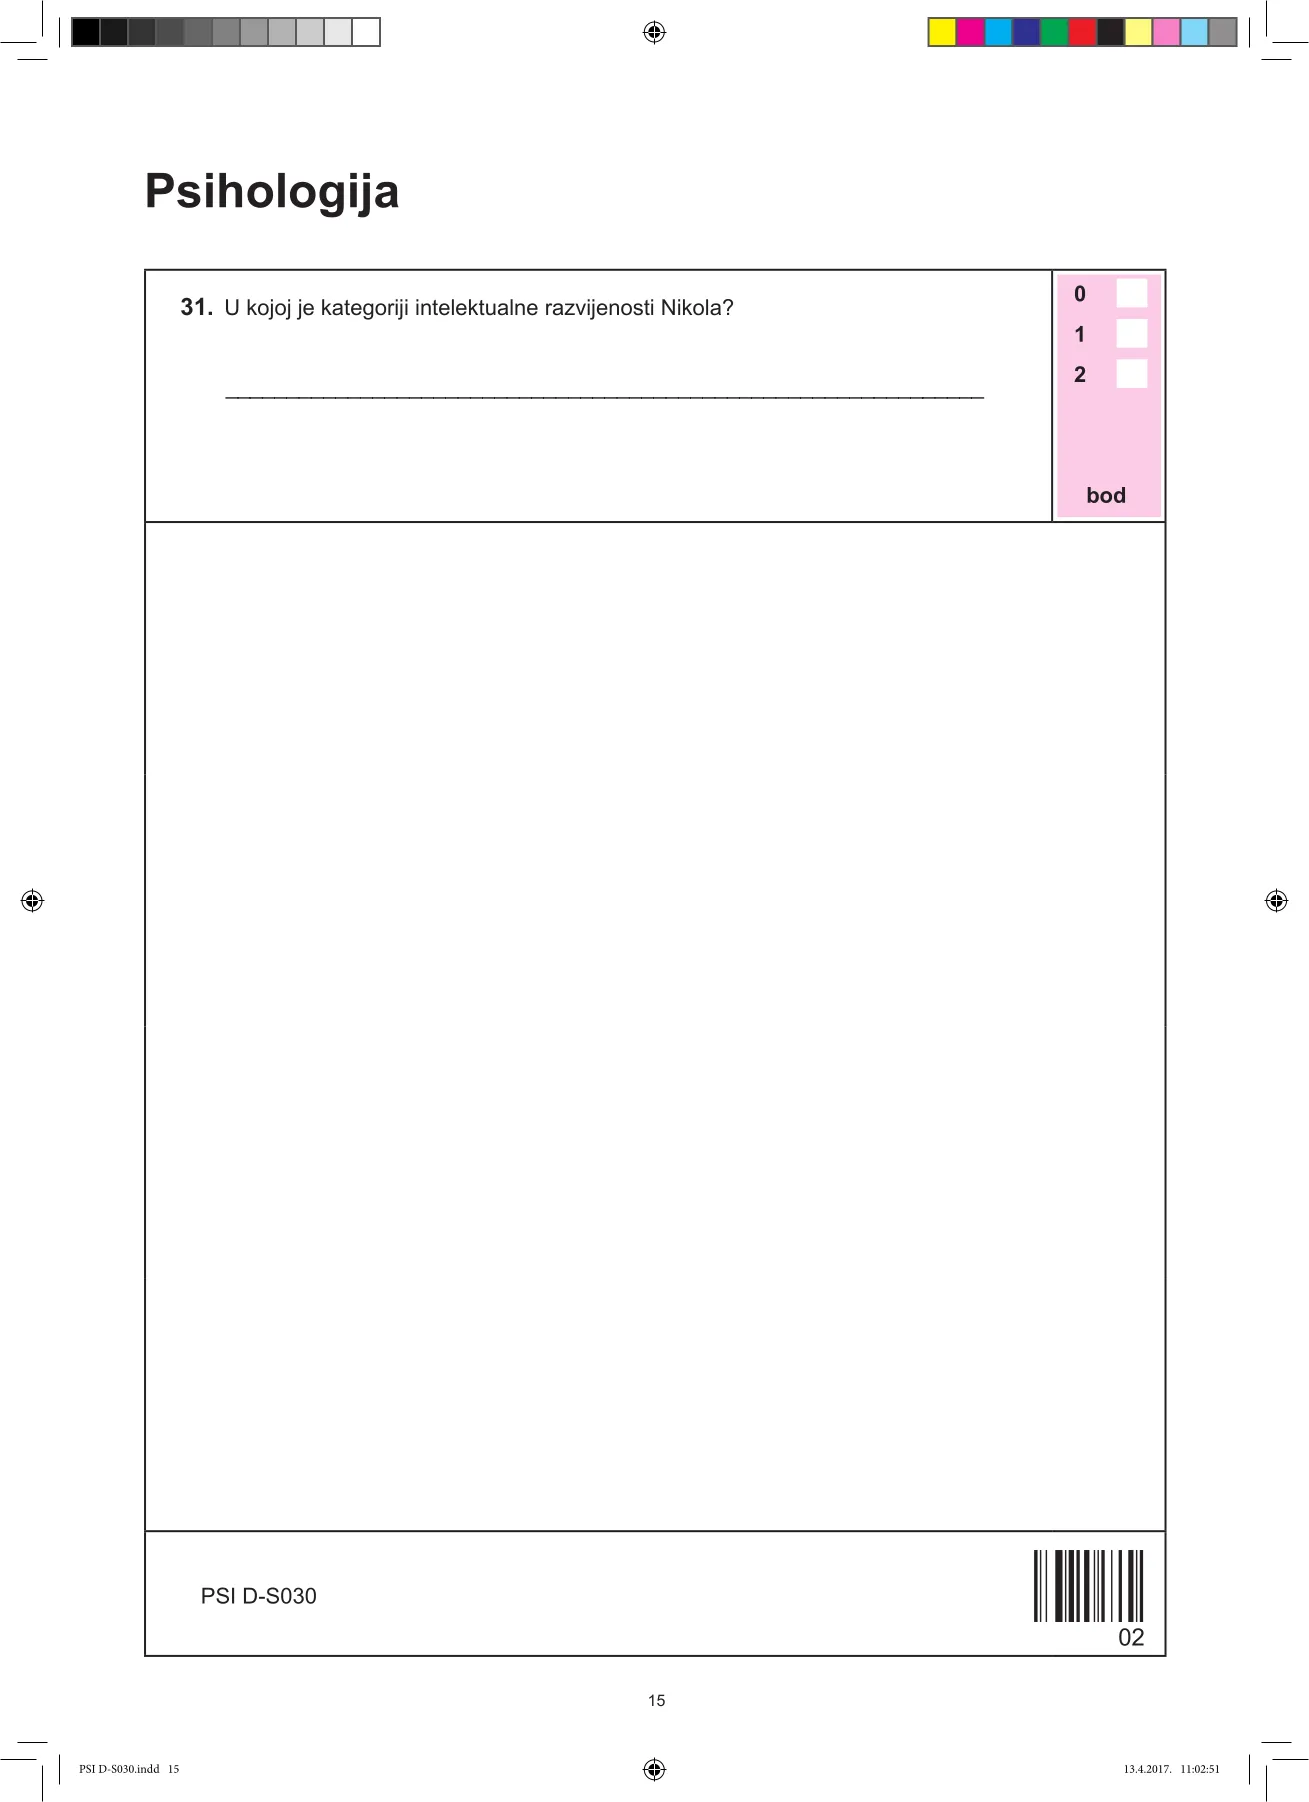 Psihologija
31. U kojoj je kategoriji intelektualne razvijenosti Nikola?
0
1
2
bod
PSI D-S030
02
15
PSI D-S030.indd 15
13.4.2017. 11:02:51